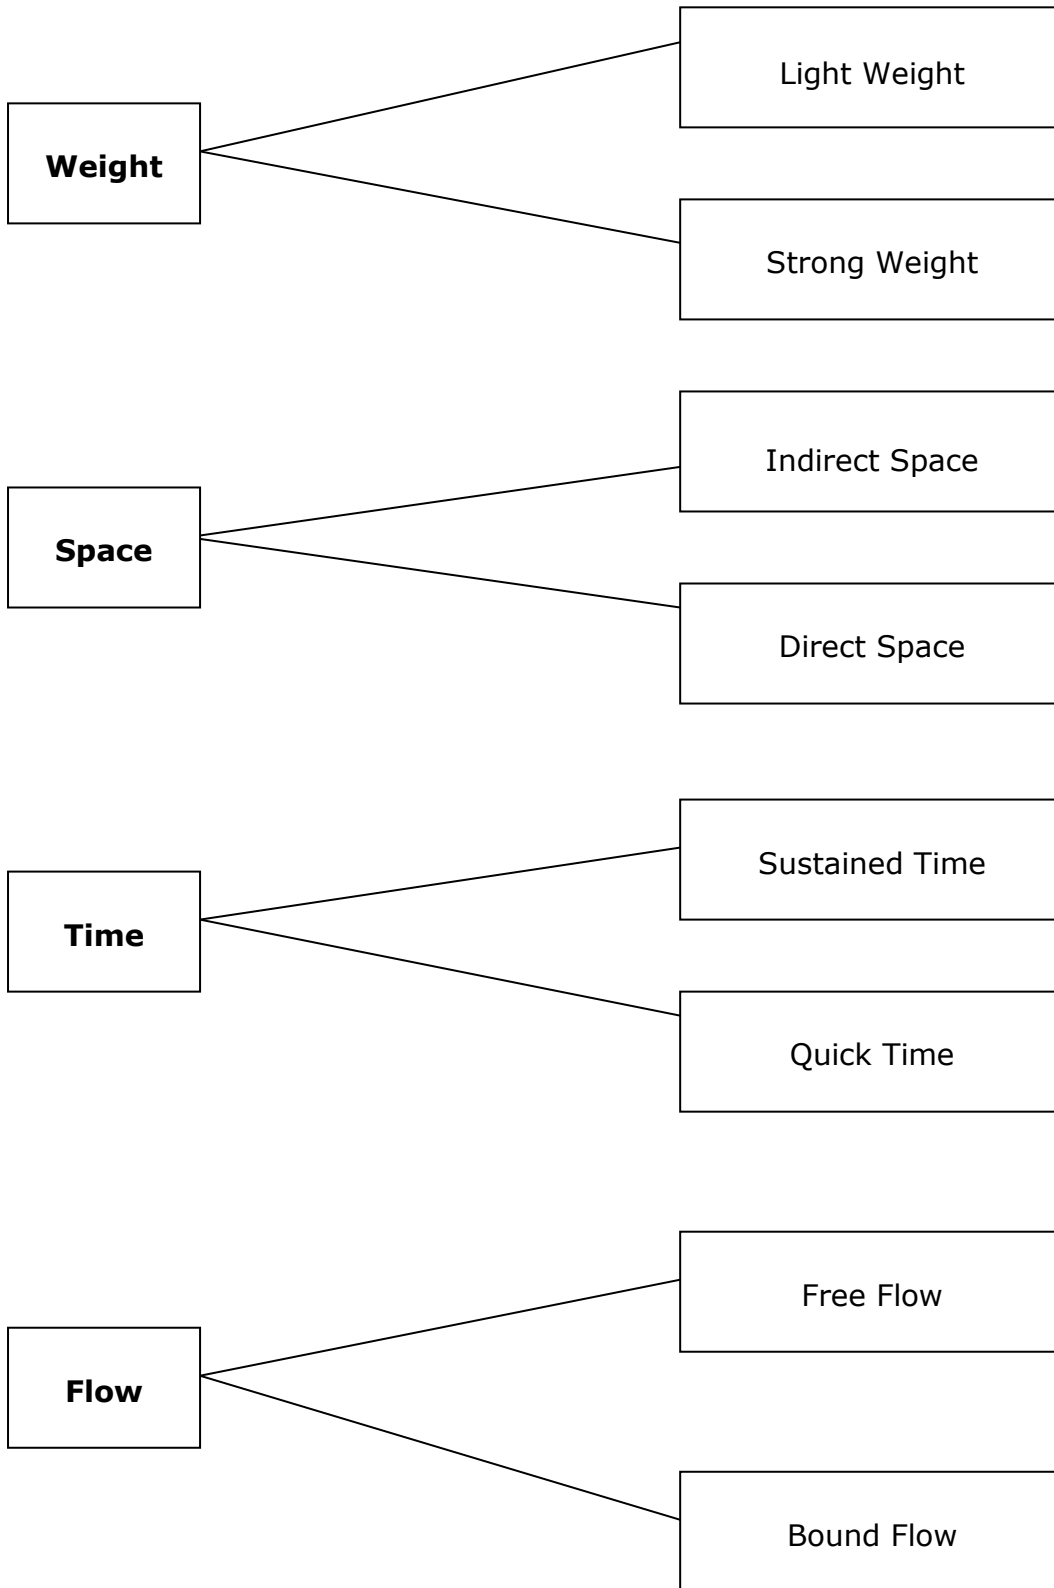 Weight
Light Weight
Strong Weight
Space
Indirect Space
Direct Space
Time
Sustained Time
Quick Time
Flow
Free Flow
Bound Flow